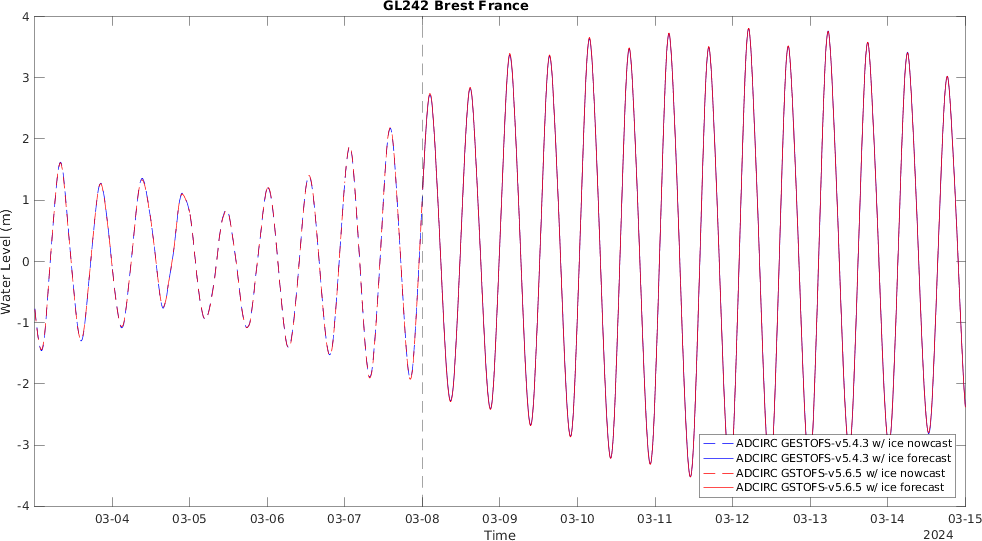 GL242 Brest France
4
3
2
1
0
-1
-2
-3
-4
Water Level (m)
ADCIRC GESTOFS-v5.4.3 w/ ice nowcast
ADCIRC GESTOFS-v5.4.3 w/ ice forecast
ADCIRC GSTOFS-v5.6.5 w/ ice nowcast
ADCIRC GSTOFS-v5.6.5 w/ ice forecast
03-04 03-05 03-06 03-07 03-08 03-09 03-10 03-11 03-12 03-13 03-14 03-15
Time
2024